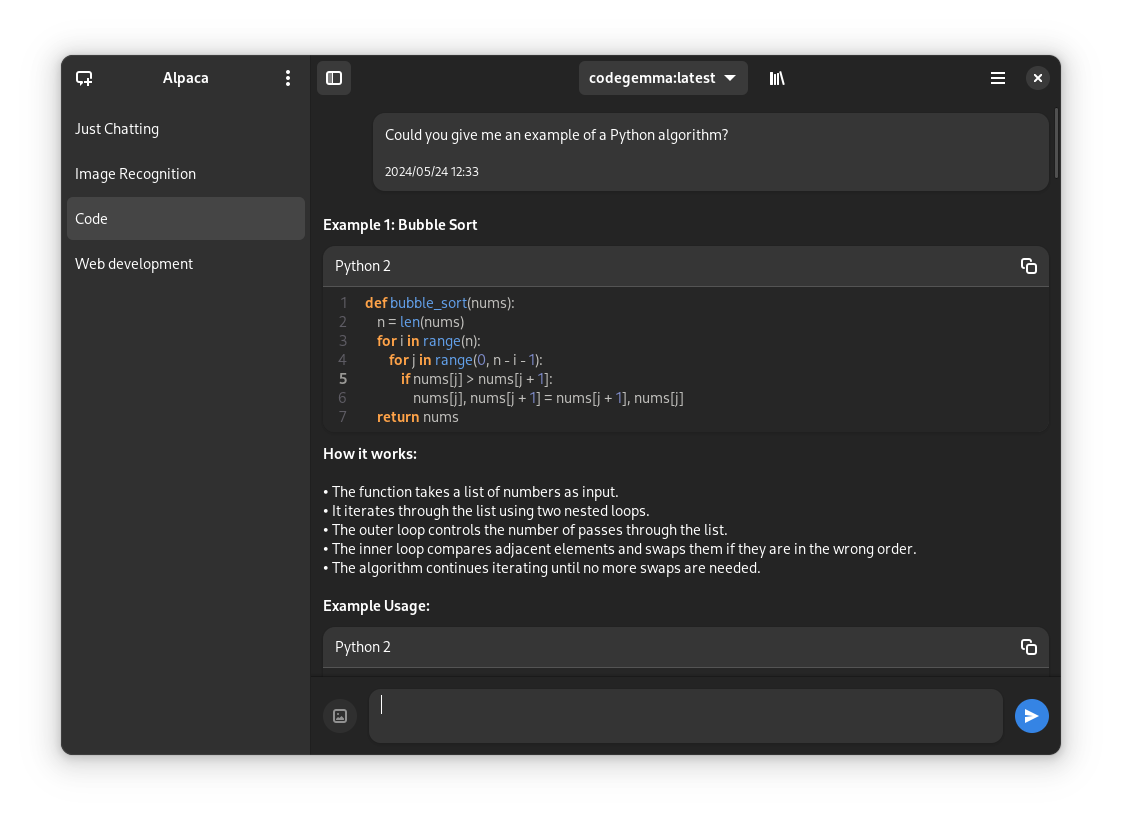 Alpaca
Just Chatting
Image Recognition
Code
Web development
codegemma:latest
Could you give me an example of a Python algorithm?
2024/05/24 12:33
Example 1: Bubble Sort
Python 2
1 def bubble_sort(nums):
2 n = len(nums)
3 for i in range(n):
4 for j in range(0, n - i - 1):
5 if nums[j] > nums[j + 1]:
6 nums[j], nums[j + 1] = nums[j + 1], nums[j]
7 return nums
How it works:
• The function takes a list of numbers as input.
• It iterates through the list using two nested loops.
• The outer loop controls the number of passes through the list.
• The inner loop compares adjacent elements and swaps them if they are in the wrong order.
• The algorithm continues iterating until no more swaps are needed.
Example Usage:
Python 2